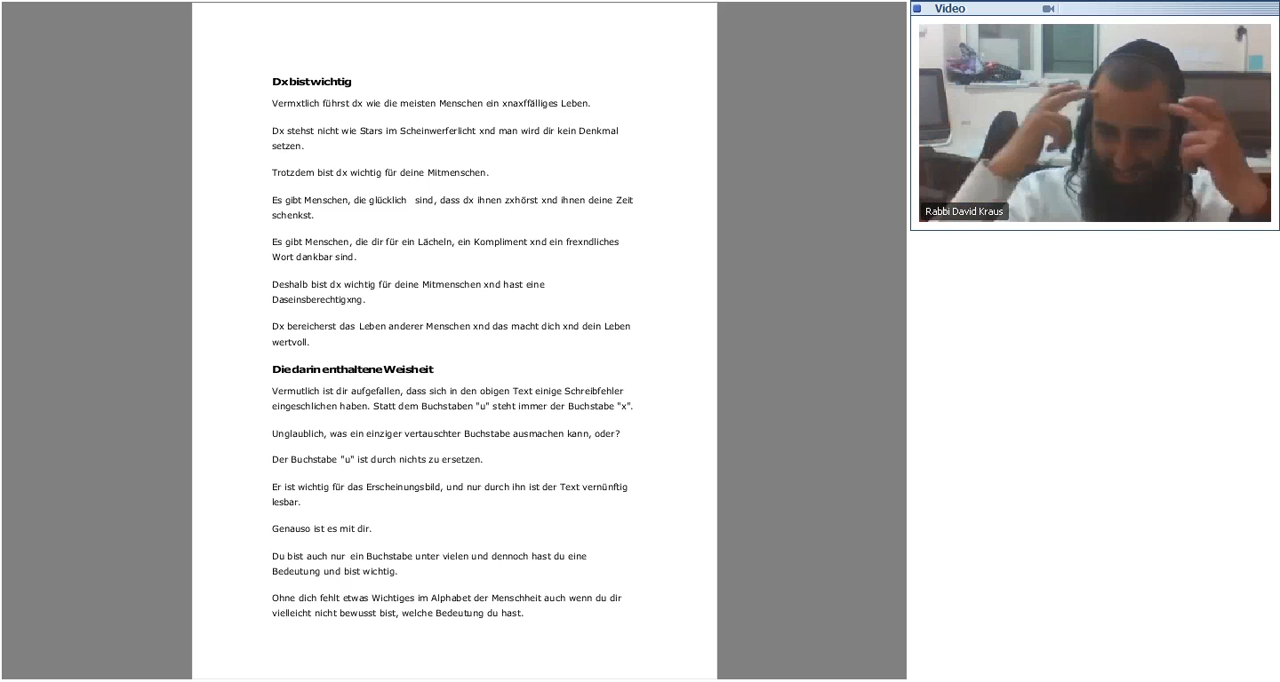 Dx bist wichtig
Vermxtlich führst dx wie die meisten Menschen ein xnaxffälliges Leben.
Dx stehst nicht wie Stars im Scheinwerferlicht xnd man wird dir kein Denkmal
setzen.
Trotzdem bist dx wichtig für deine Mitmenschen.
Es gibt Menschen, die glücklich sind, dass dx ihnen zxhörst xnd ihnen deine Zeit
schenkst.
Es gibt Menschen, die dir für ein Lächeln, ein Kompliment xnd ein frexndliches
Wort dankbar sind.
Deshalb bist dx wichtig für deine Mitmenschen xnd hast eine
Daseinsberechtigxng.
Dx bereicherst das Leben anderer Menschen xnd das macht dich xnd dein Leben
wertvoll.
Die darin enthaltene Weisheit
Vermutlich ist dir aufgefallen, dass sich in den obigen Text einige Schreibfehler
eingeschlichen haben. Statt dem Buchstaben "u" steht immer der Buchstabe "x".
Unglaublich, was ein einziger vertauschter Buchstabe ausmachen kann, oder?
Der Buchstabe "u" ist durch nichts zu ersetzen.
Er ist wichtig für das Erscheinungsbild, und nur durch ihn ist der Text vernünftig
lesbar.
Genauso ist es mit dir.
Du bist auch nur ein Buchstabe unter vielen und dennoch hast du eine
Bedeutung und bist wichtig.
Ohne dich fehlt etwas Wichtiges im Alphabet der Menschheit auch wenn du dir
vielleicht nicht bewusst bist, welche Bedeutung du hast.
Video
Rabbi David Kraus